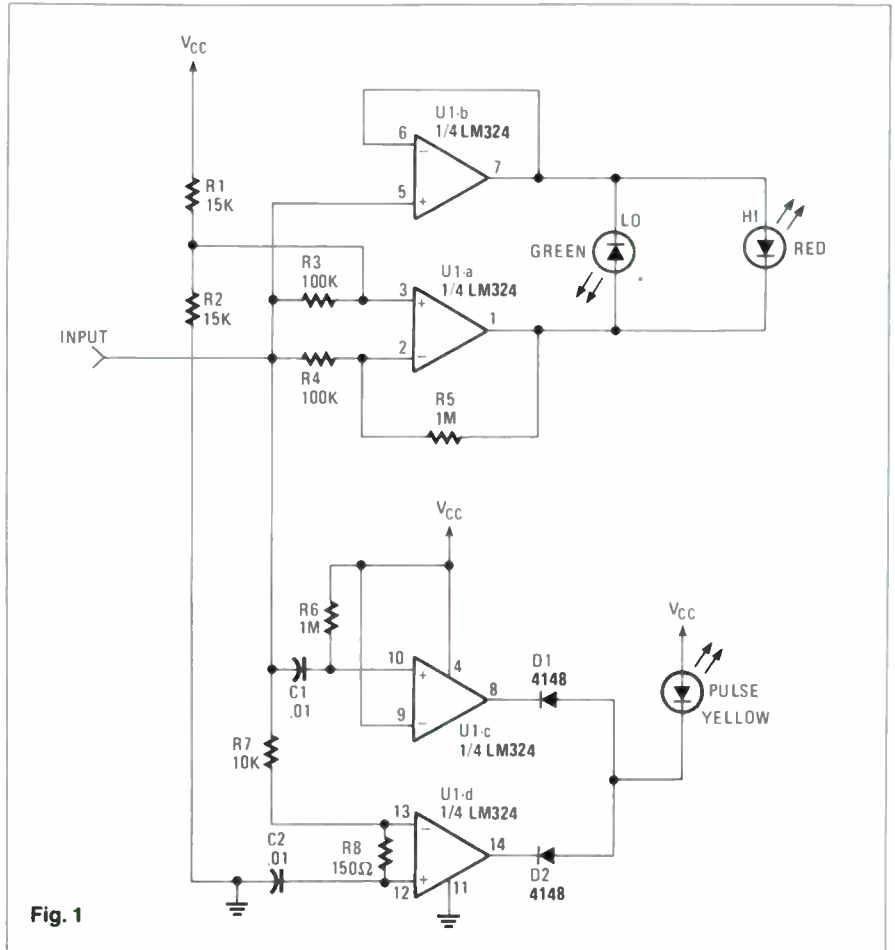 VCC
R1
15K
R2
15K
INPUT
U1-b
1/4 LM324
6
−
5
+
7
LO
GREEN
HI
RED
R3
100K
U1-a
1/4 LM324
3
+
2
−
1
R4
100K
R5
1M
VCC
R6
1M
10
+
4
9
−
8
C1
.01
U1-c
1/4 LM324
D1
4148
VCC
PULSE
YELLOW
R7
10K
U1-d
1/4 LM324
13
−
12
+
11
14
C2
.01
R8
150Ω
D2
4148
Fig. 1